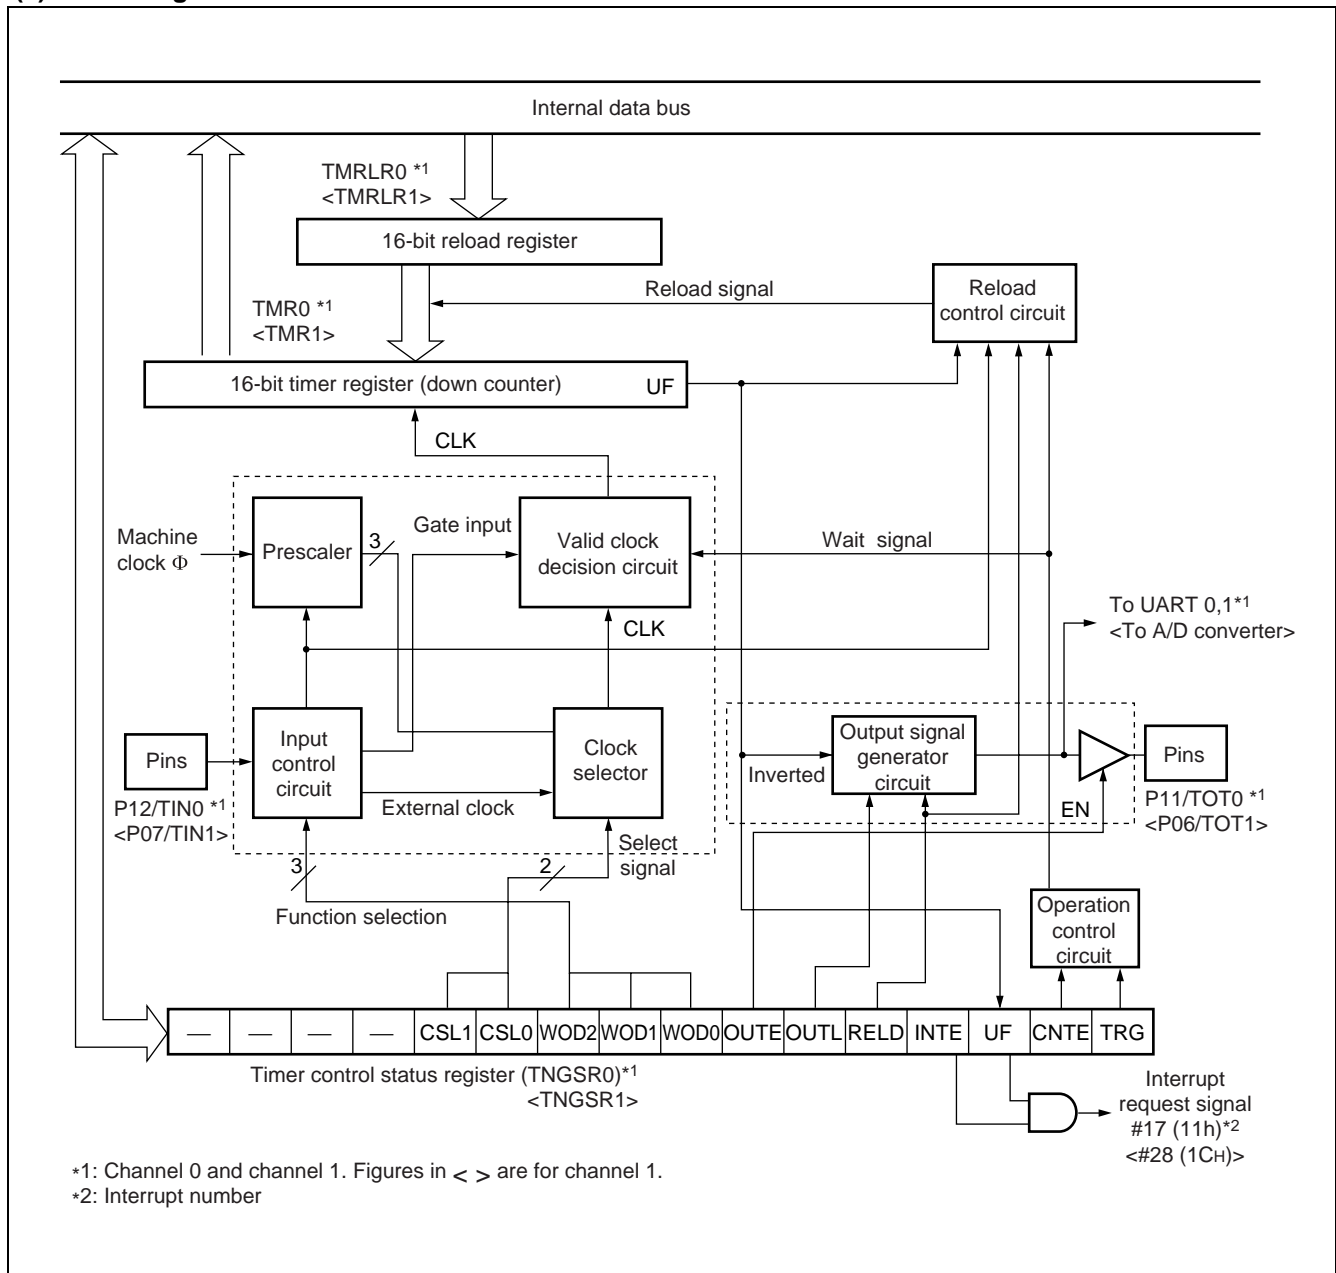 Internal data bus
TMRLR0 *1
<TMRLR1>
16-bit reload register
Reload signal
Reload
control circuit
TMR0 *1
<TMR1>
16-bit timer register (down counter)
UF
CLK
Machine
clock Φ
Prescaler
3
Gate input
Valid clock
decision circuit
Wait signal
To UART 0,1*1
<To A/D converter>
CLK
Pins
P12/TIN0 *1
<P07/TIN1>
Input
control
circuit
External clock
Clock
selector
Inverted
Output signal
generator
circuit
EN
Pins
P11/TOT0 *1
<P06/TOT1>
3
2
Select
signal
Function selection
Operation
control
circuit
— — — — CSL1 CSL0 WOD2 WOD1 WOD0 OUTE OUTL RELD INTE UF CNTE TRG
Timer control status register (TNGSR0)*1
<TNGSR1>
Interrupt
request signal
#17 (11h)*2
<#28 (1CH)>
*1: Channel 0 and channel 1. Figures in < > are for channel 1.
*2: Interrupt number